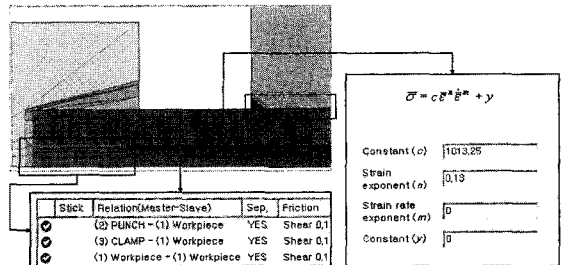 σ̅ = c ε̅ⁿ ε̅̇ᵐ + y
Constant (c) 1013.25
Strain
exponent (n) 0.13
Strain rate
exponent (m) 0
Constant (y) 0
Stick Relation(Master-Slave) Sep. Friction
(2) PUNCH - (1) Workpiece YES Shear 0,1
(3) CLAMP - (1) Workpiece YES Shear 0,1
(1) Workpiece - (1) Workpiece YES Shear 0,1